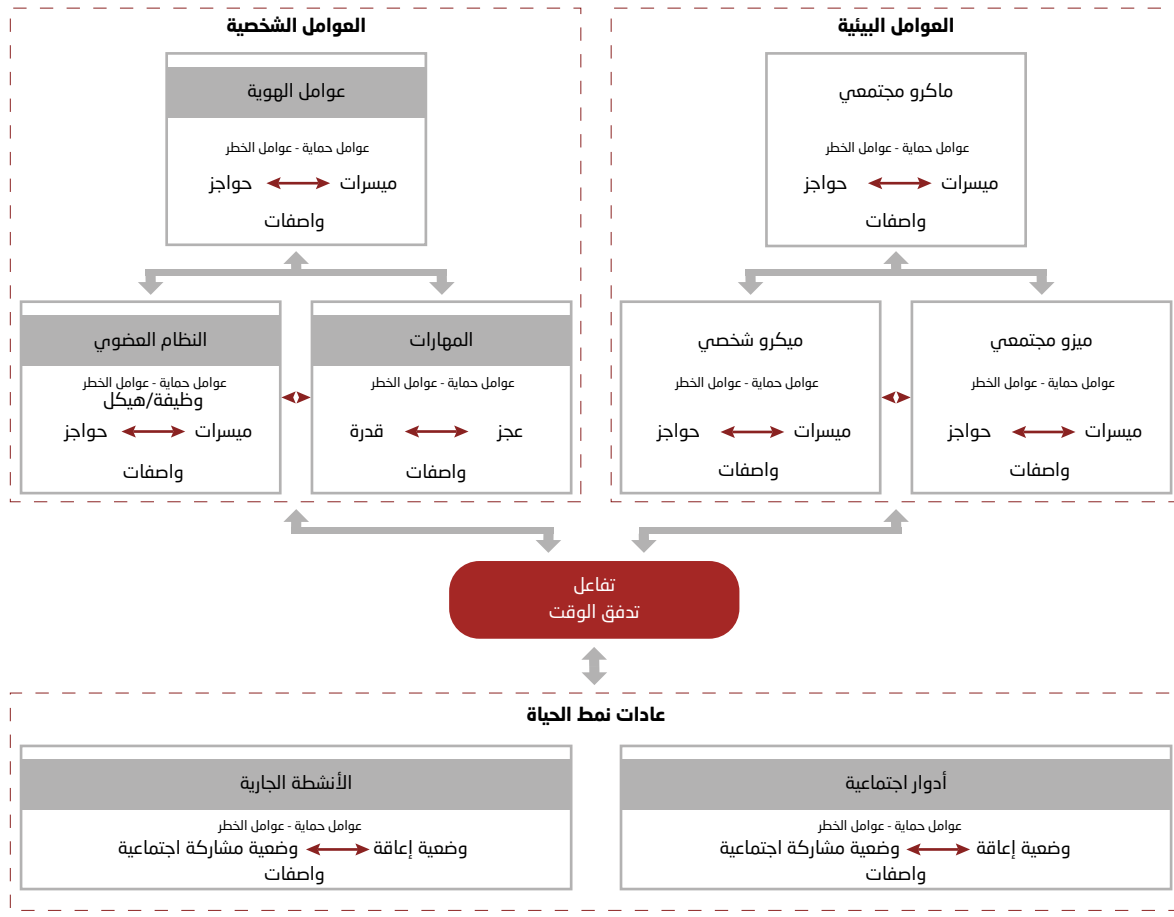 العوامل البيئية
ماكرو مجتمعي
عوامل حماية - عوامل الخطر
ميسرات حواجز
واصفات
ميزو مجتمعي
عوامل حماية - عوامل الخطر
ميسرات حواجز
واصفات
ميكرو شخصي
عوامل حماية - عوامل الخطر
ميسرات حواجز
واصفات
العوامل الشخصية
عوامل الهوية
عوامل حماية - عوامل الخطر
ميسرات حواجز
واصفات
المهارات
عوامل حماية - عوامل الخطر
عجز قدرة
واصفات
النظام العضوي
عوامل حماية - عوامل الخطر
وظيفة/هيكل
ميسرات حواجز
واصفات
تفاعل
تدفق الوقت
عادات نمط الحياة
أدوار اجتماعية
عوامل حماية - عوامل الخطر
وضعية إعاقة وضعية مشاركة اجتماعية
واصفات
الأنشطة الجارية
عوامل حماية - عوامل الخطر
وضعية إعاقة وضعية مشاركة اجتماعية
واصفات